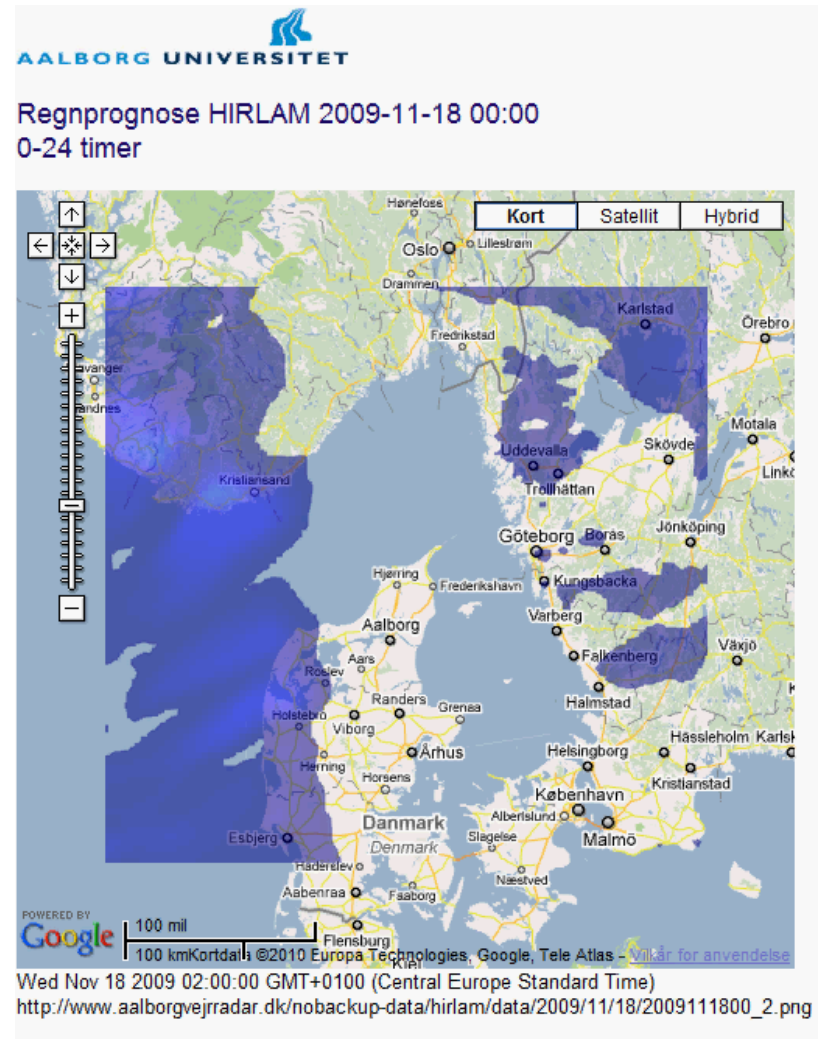 AALBORG UNIVERSITET
Regnprognose HIRLAM 2009-11-18 00:00
0-24 timer
Kort Satellit Hybrid
Hønefoss
Oslo Lillestrøm
Drammen
Karlstad
Örebro
Fredrikstad
Motala
Skövde
Uddevalla
Trollhättan
Kristiansand
Jönköping
Göteborg Borås
Hjørring Frederikshavn Kungsbacka
Varberg
Aalborg
Aars
Falkenberg Växjö
Roslev
Randers Grenaa
Halmstad
Holstebro
Viborg
Hässleholm
Århus Helsingborg
Herning
Horsens
Kristianstad
København
Albertslund
Danmark
Denmark
Slagelse Malmö
Esbjerg
Haderslev
Næstved
Aabenraa Faaborg
POWERED BY
Google
100 mil
Flensburg
100 km Kortdata ©2010 Europa Technologies, Google, Tele Atlas - Vilkår for anvendelse
Kiel
Wed Nov 18 2009 02:00:00 GMT+0100 (Central Europe Standard Time)
http://www.aalborgvejrradar.dk/nobackup-data/hirlam/data/2009/11/18/2009111800_2.png